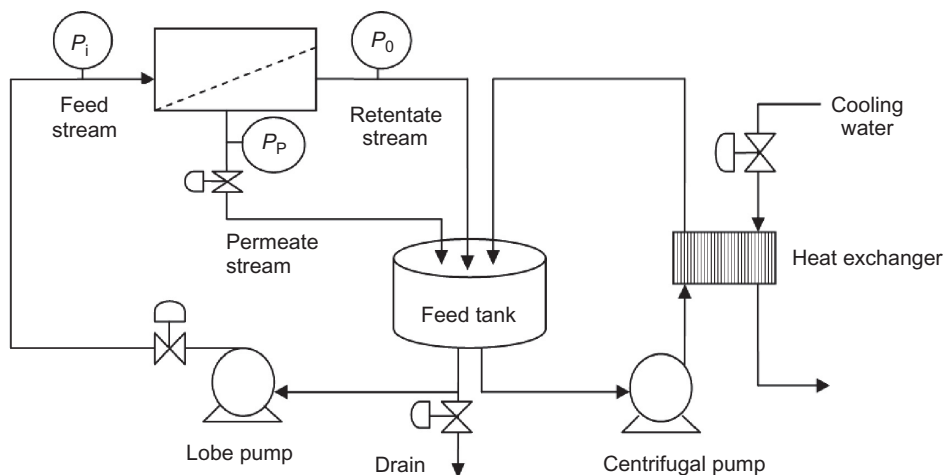 Pi
P0
Feed
stream
Retentate
stream
Cooling
water
PP
Permeate
stream
Heat exchanger
Feed tank
Lobe pump
Drain
Centrifugal pump